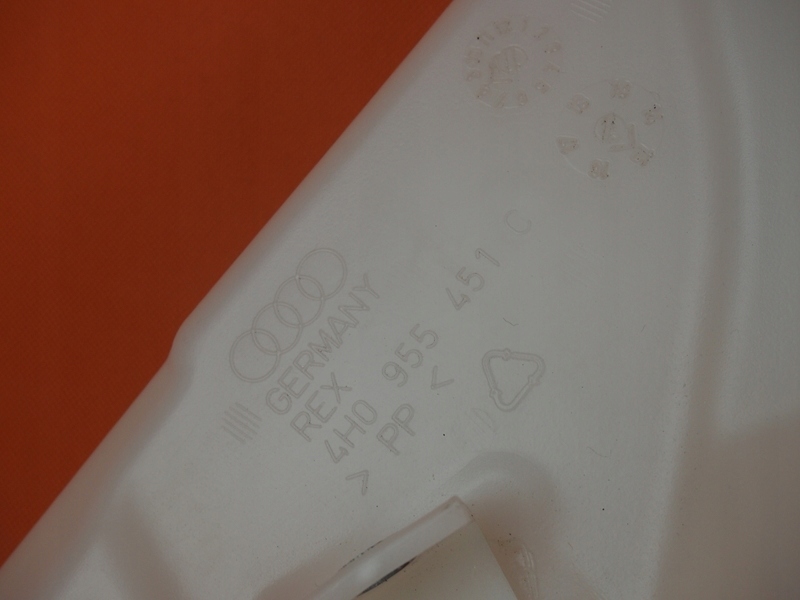 GERMANY
REX
4H0 955 451 C
> PP <